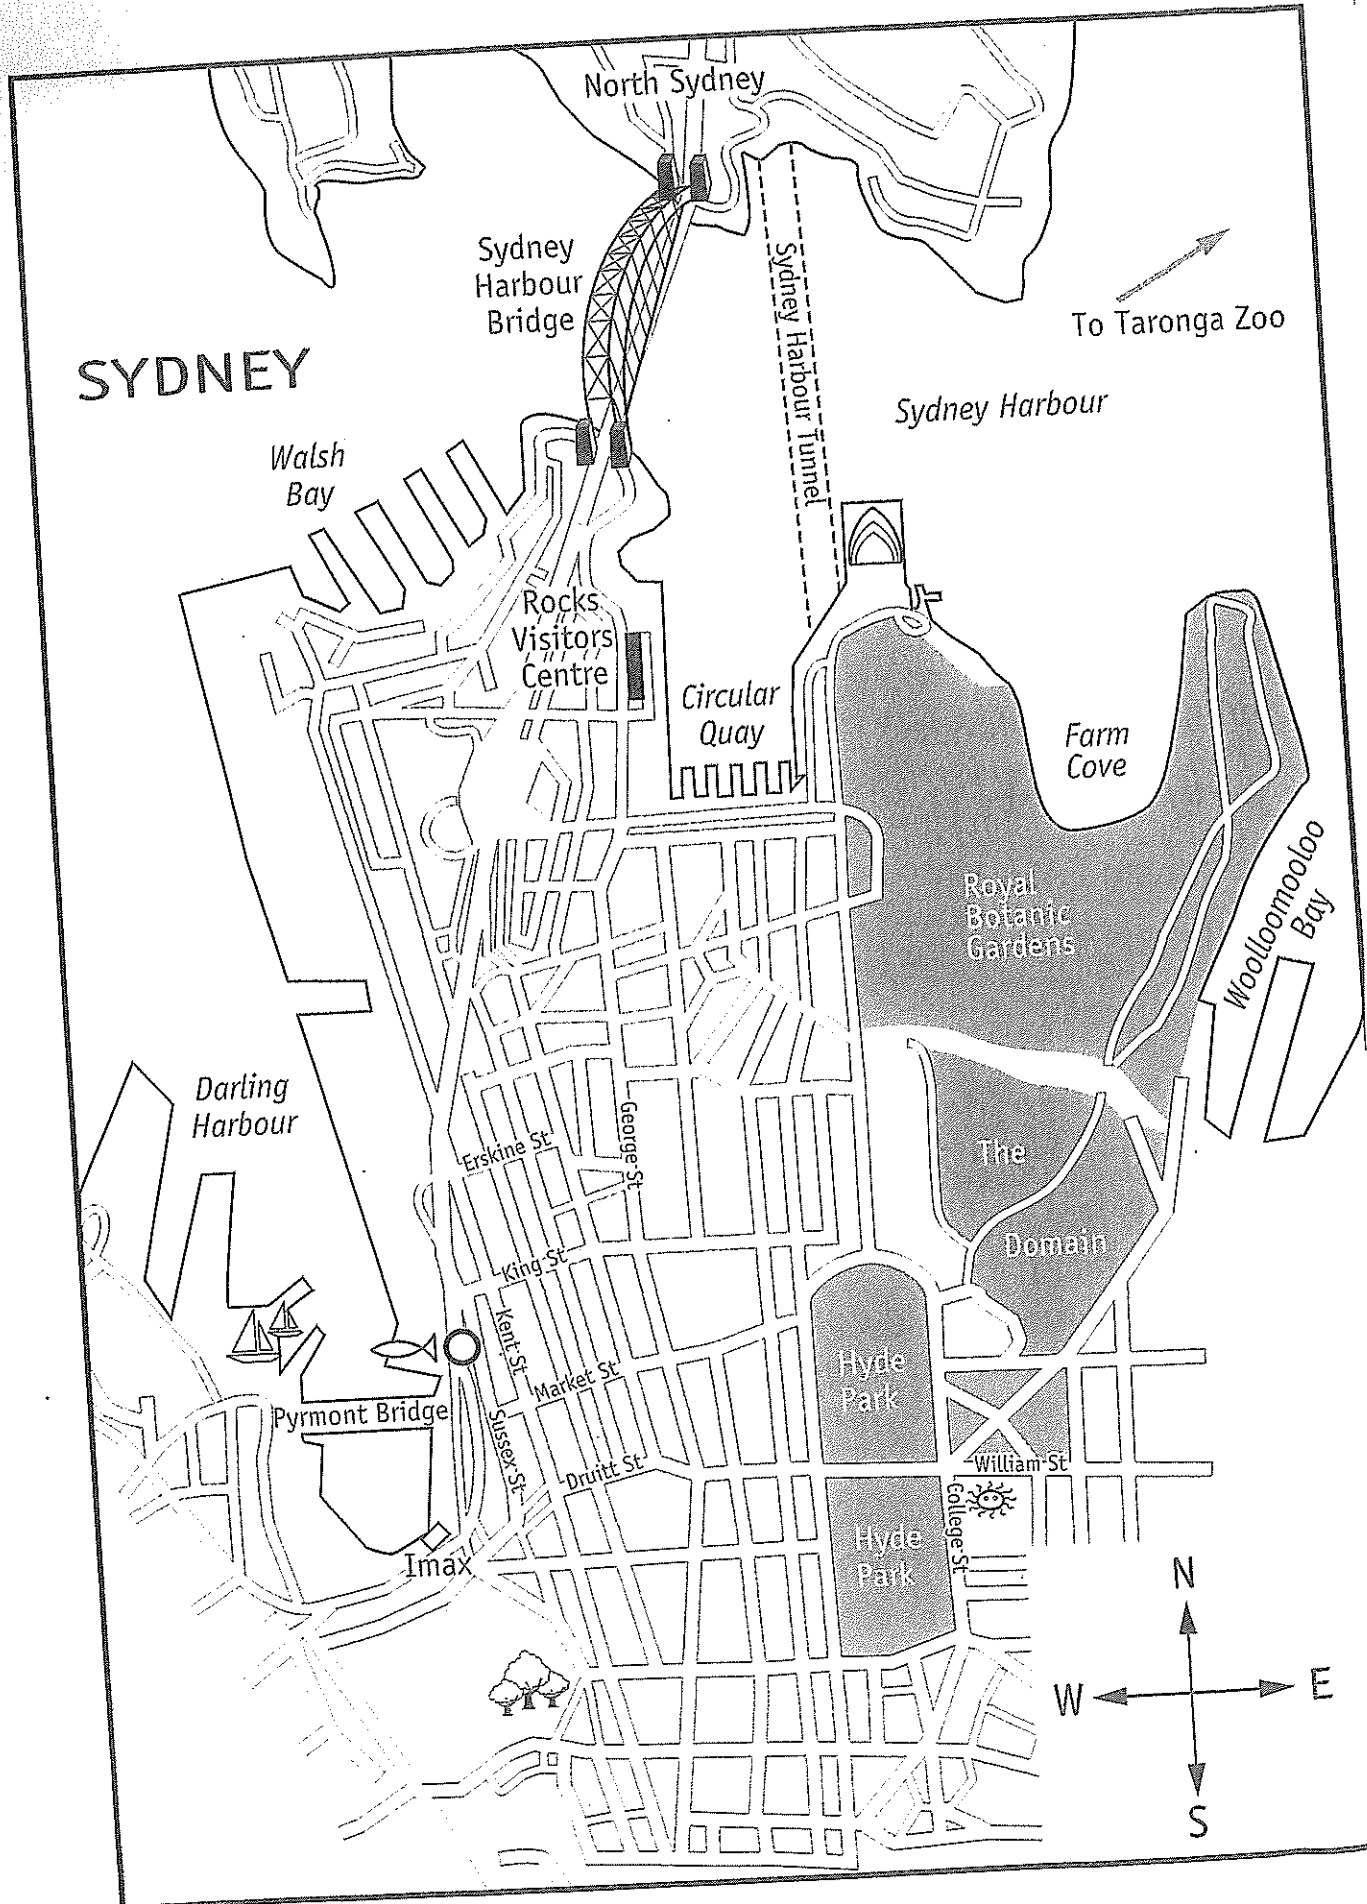 North Sydney
Sydney
Harbour
Bridge
Sydney Harbour Tunnel
To Taronga Zoo
SYDNEY
Sydney Harbour
Walsh
Bay
Rocks
Visitors
Centre
Circular
Quay
Farm
Cove
Royal
Botanic
Gardens
Woolloomooloo
Bay
Darling
Harbour
George St
Erskine St
The
Domain
King St
Kent St
Market St
Hyde
Park
Pyrmont Bridge
Sussex St
Druitt St
William St
College St
Hyde
Park
Imax
N
W
E
S